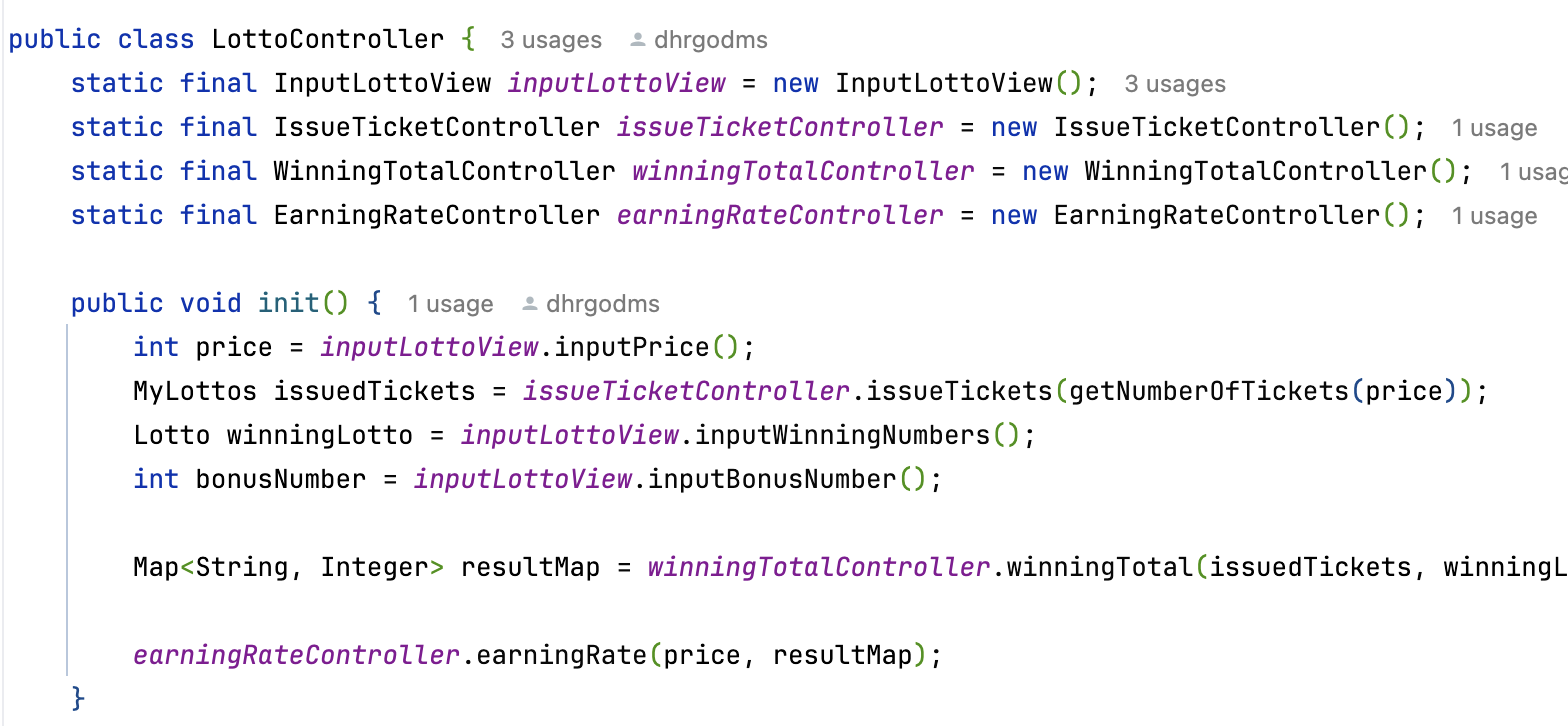 public class LottoController { 3 usages dhrgodms
static final InputLottoView inputLottoView = new InputLottoView(); 3 usages
static final IssueTicketController issueTicketController = new IssueTicketController(); 1 usage
static final WinningTotalController winningTotalController = new WinningTotalController(); 1 usag
static final EarningRateController earningRateController = new EarningRateController(); 1 usage
public void init() { 1 usage dhrgodms
int price = inputLottoView.inputPrice();
MyLottos issuedTickets = issueTicketController.issueTickets(getNumberOfTickets(price));
Lotto winningLotto = inputLottoView.inputWinningNumbers();
int bonusNumber = inputLottoView.inputBonusNumber();
Map<String, Integer> resultMap = winningTotalController.winningTotal(issuedTickets, winningL
earningRateController.earningRate(price, resultMap);
}